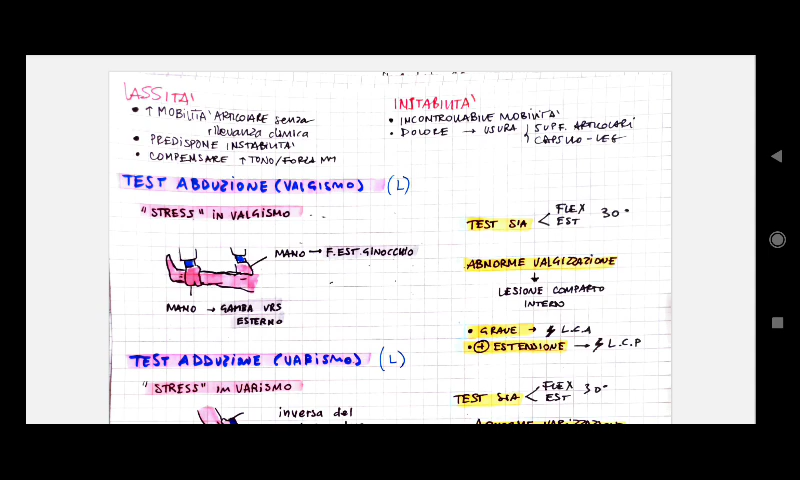 LASSITÀ
• ↑ MOBILITÀ ARTICOLARE senza
rilevanza clinica
• PREDISPONE INSTABILITÀ
• COMPENSARE ↑ TONO/FORZA MM
INSTABILITÀ
• INCONTROLLABILE MOBILITÀ
• DOLORE → USURA { SUPF. ARTICOLARI
CAPSULO-LEG
TEST ABDUZIONE (VALGISMO) (L)
"STRESS" IN VALGISMO
MANO → F.EST.GINOCCHIO
MANO → GAMBA VRS
ESTERNO
TEST SIA < FLEX 30°
EST
ABNORME VALGIZZAZIONE
↓
LESIONE COMPARTO
INTERNO
• GRAVE → L.C.A
• + ESTENSIONE → L.C.P
TEST ADDUZIONE (VARISMO) (L)
"STRESS" IN VARISMO
inversa del
TEST SIA < FLEX 30°
EST
ABNORME VARIZZAZIONE